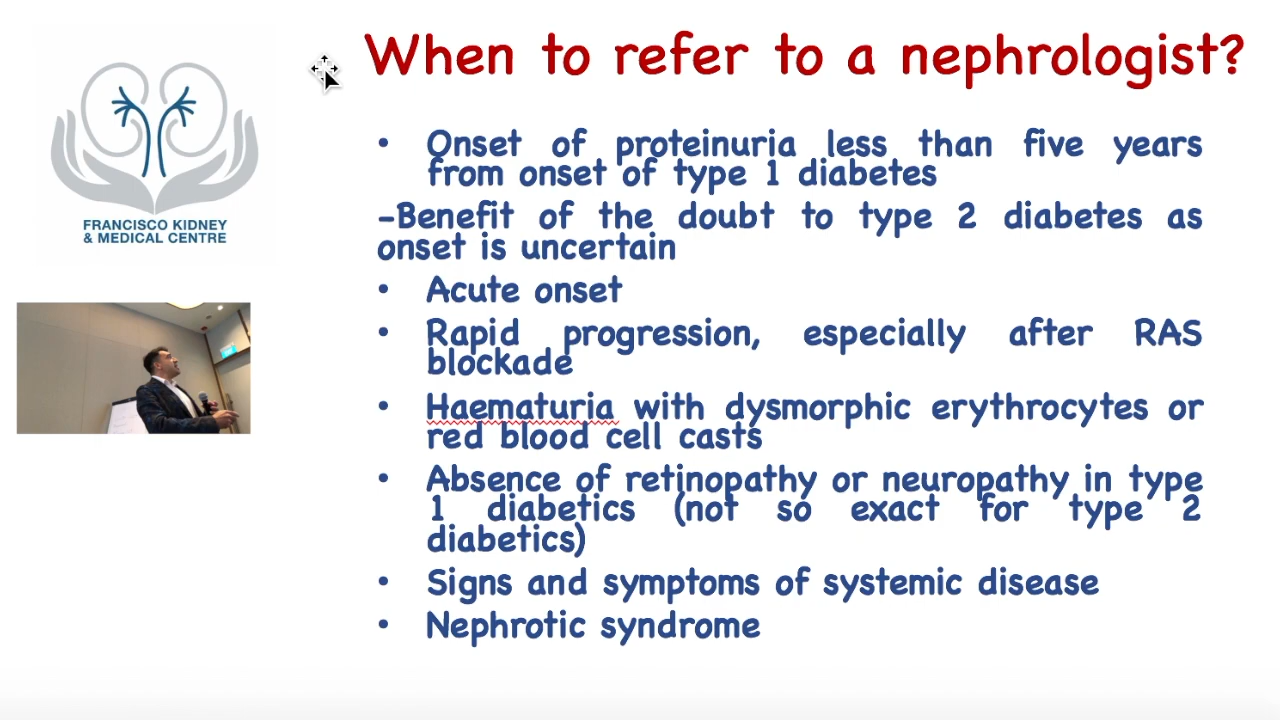 When to refer to a nephrologist?
FRANCISCO KIDNEY
& MEDICAL CENTRE
• Onset of proteinuria less than five years
from onset of type 1 diabetes
-Benefit of the doubt to type 2 diabetes as
onset is uncertain
• Acute onset
• Rapid progression, especially after RAS
blockade
• Haematuria with dysmorphic erythrocytes or
red blood cell casts
• Absence of retinopathy or neuropathy in type
1 diabetics (not so exact for type 2
diabetics)
• Signs and symptoms of systemic disease
• Nephrotic syndrome